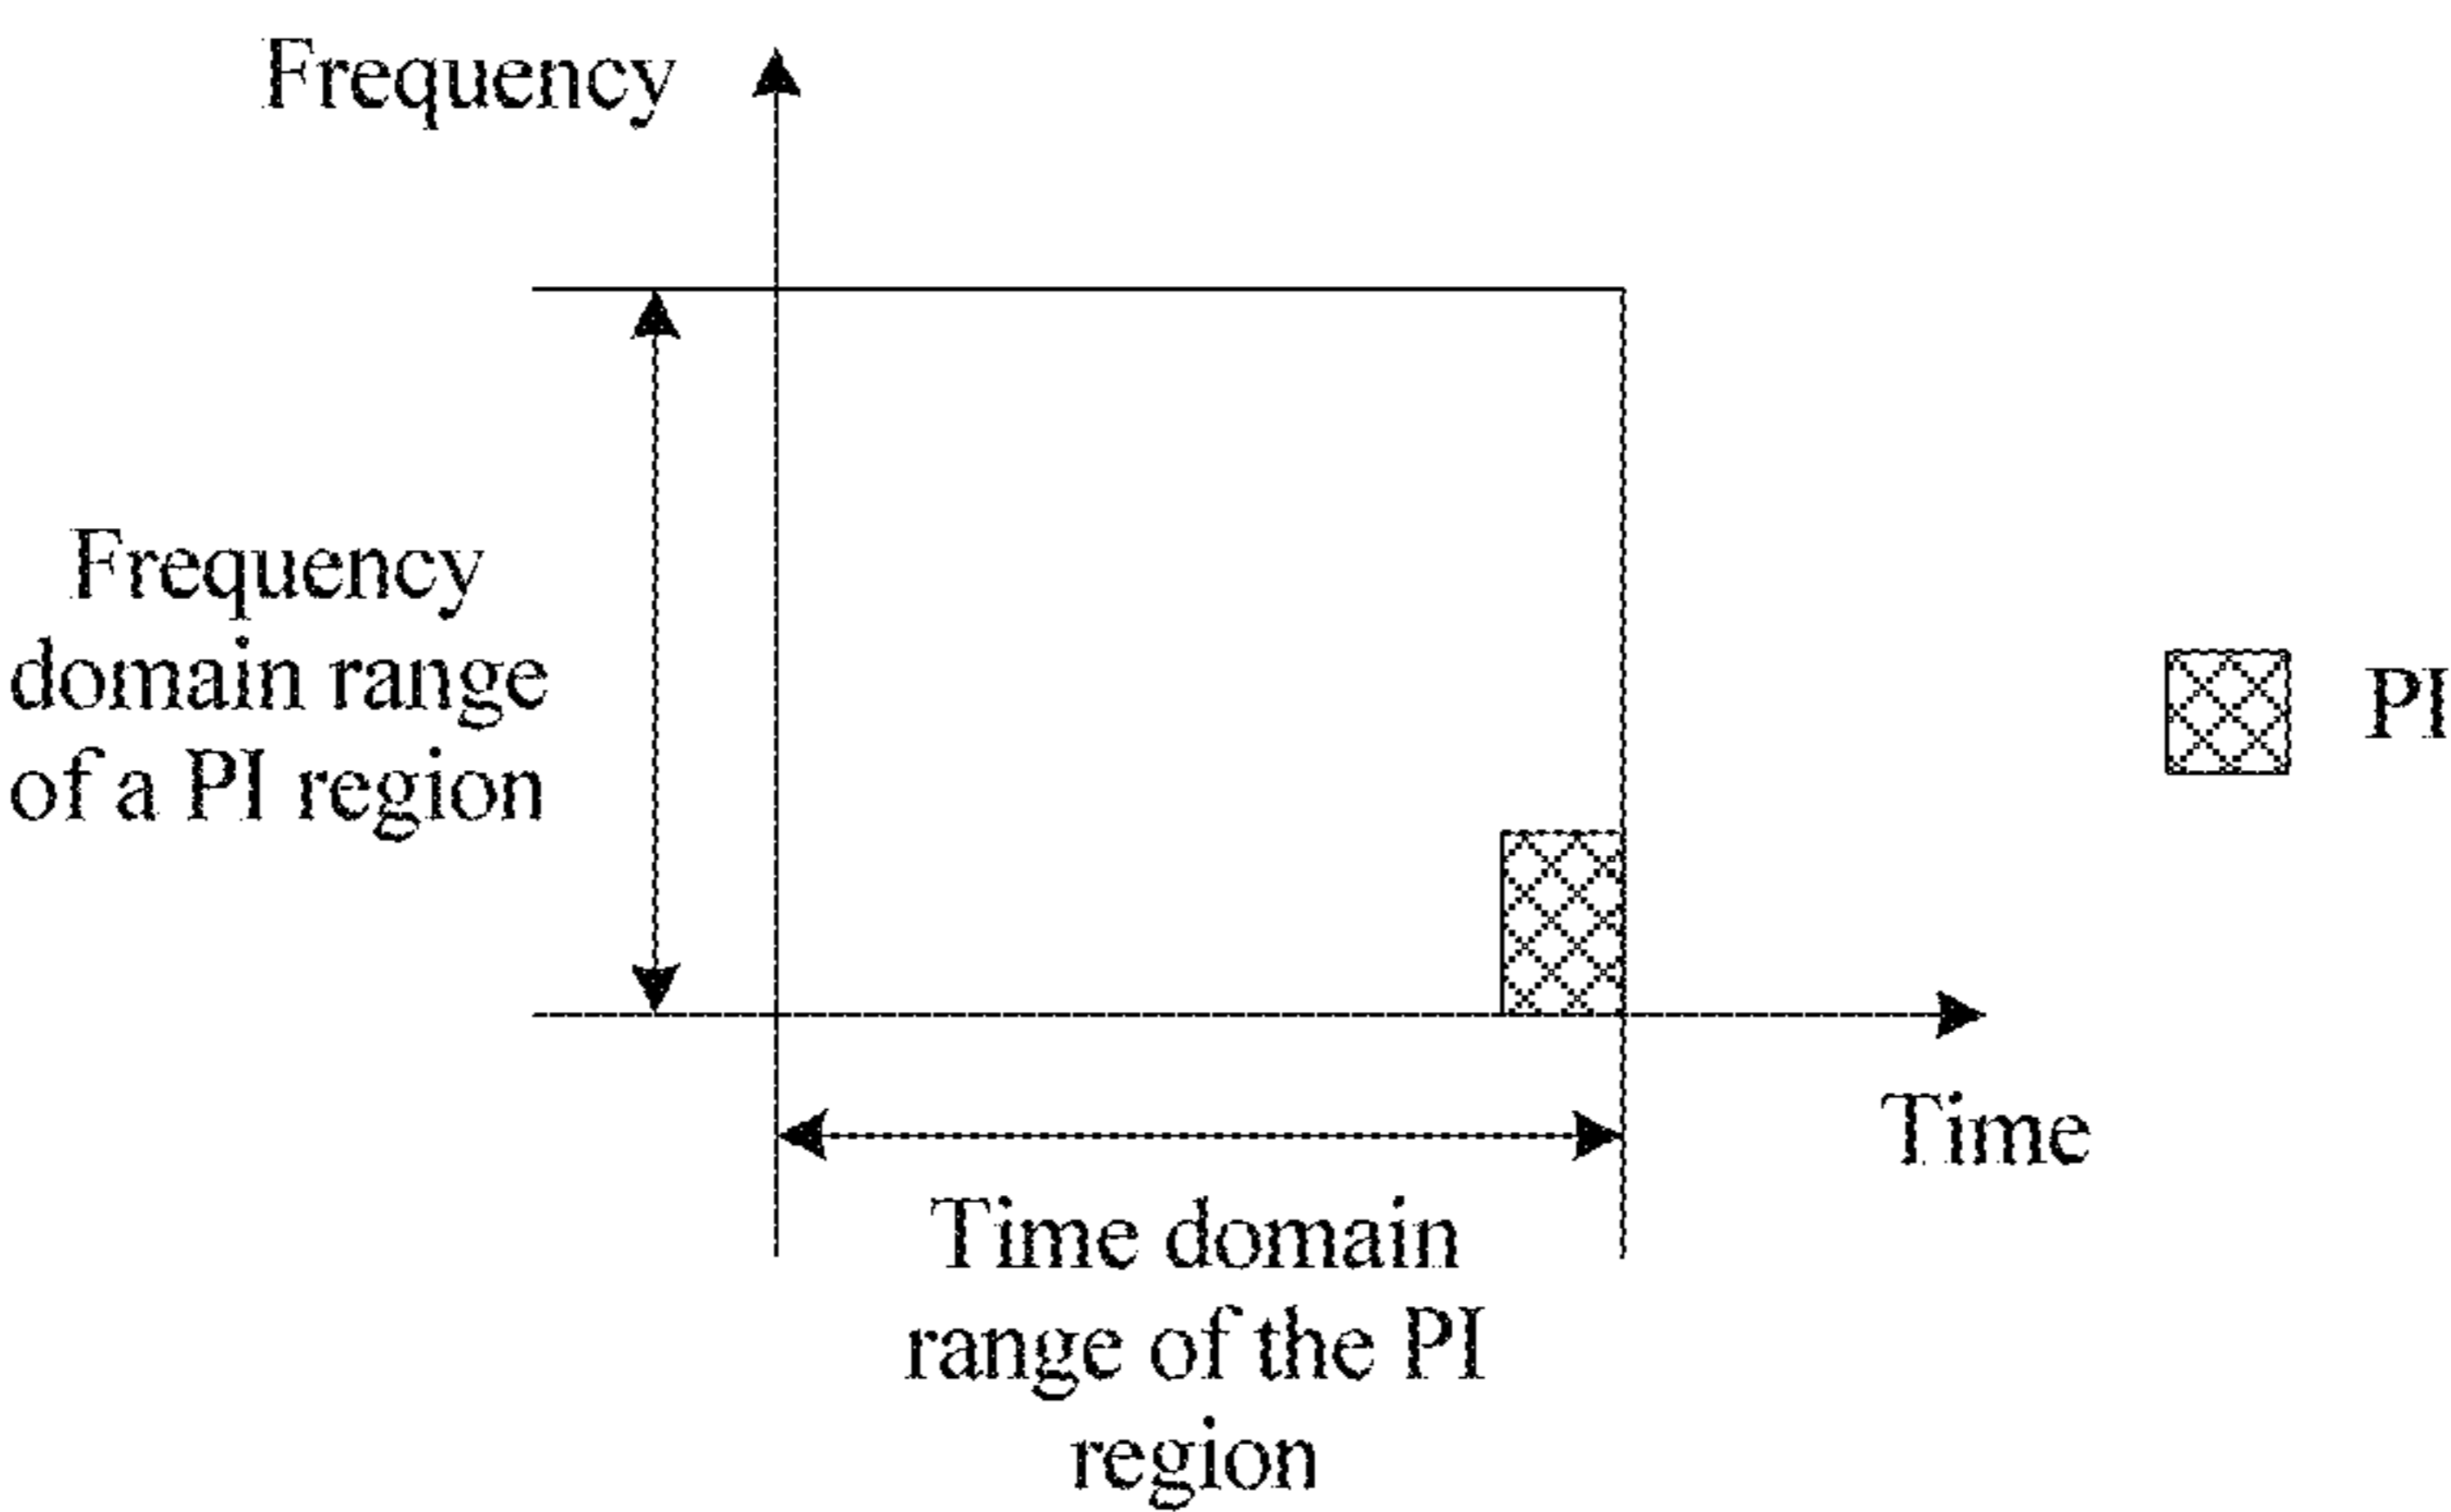 Frequency
Frequency
domain range
of a PI region
PI
Time
Time domain
range of the PI
region